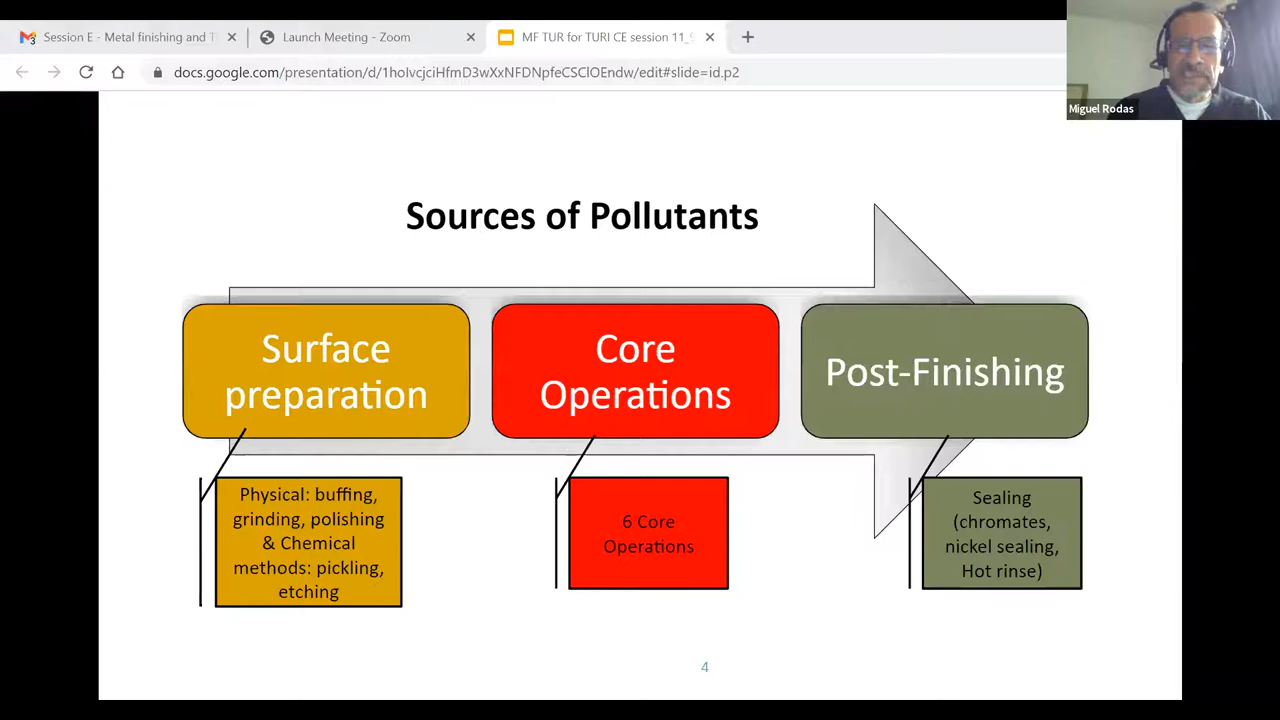 Session E - Metal finishing and T
Launch Meeting - Zoom
MF TUR for TURI CE session 11_9
docs.google.com/presentation/d/1hoIvcjciHfmD3wXxNFDNpfeCSClOEndw/edit#slide=id.p2
Miguel Rodas
Sources of Pollutants
Surface
preparation
Core
Operations
Post-Finishing
Physical: buffing,
grinding, polishing
& Chemical
methods: pickling,
etching
6 Core
Operations
Sealing
(chromates,
nickel sealing,
Hot rinse)
4